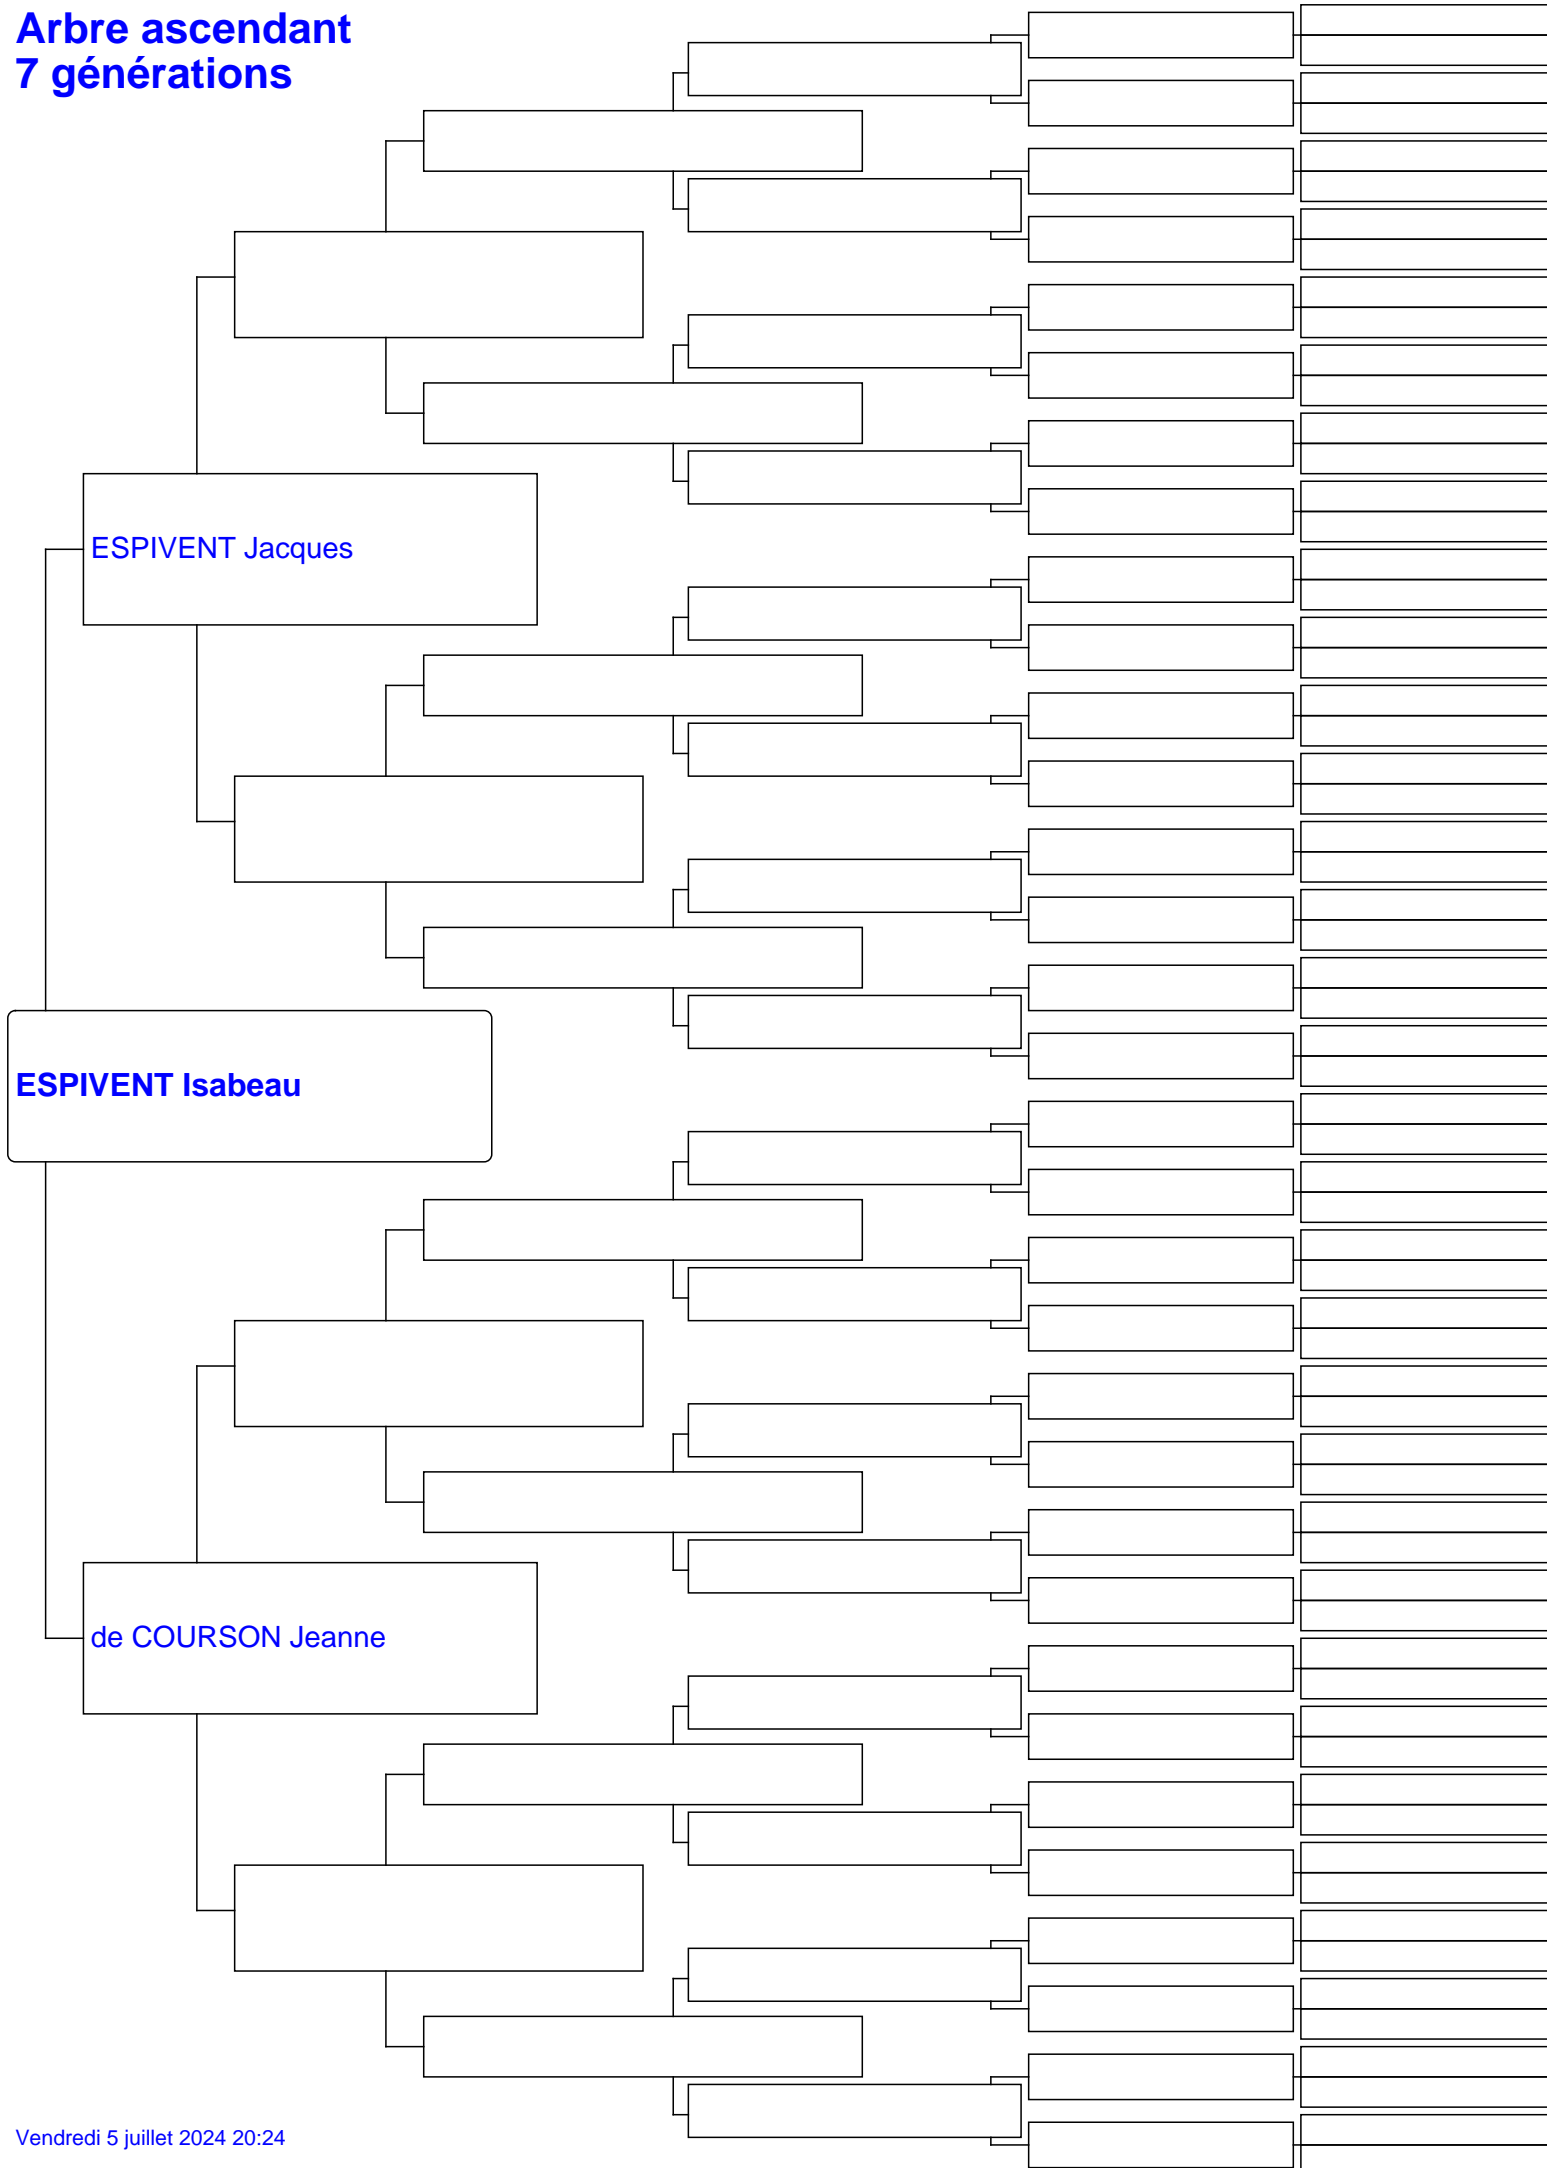 Arbre ascendant
7 générations
ESPIVENT Jacques
ESPIVENT Isabeau
de COURSON Jeanne
Vendredi 5 juillet 2024 20:24